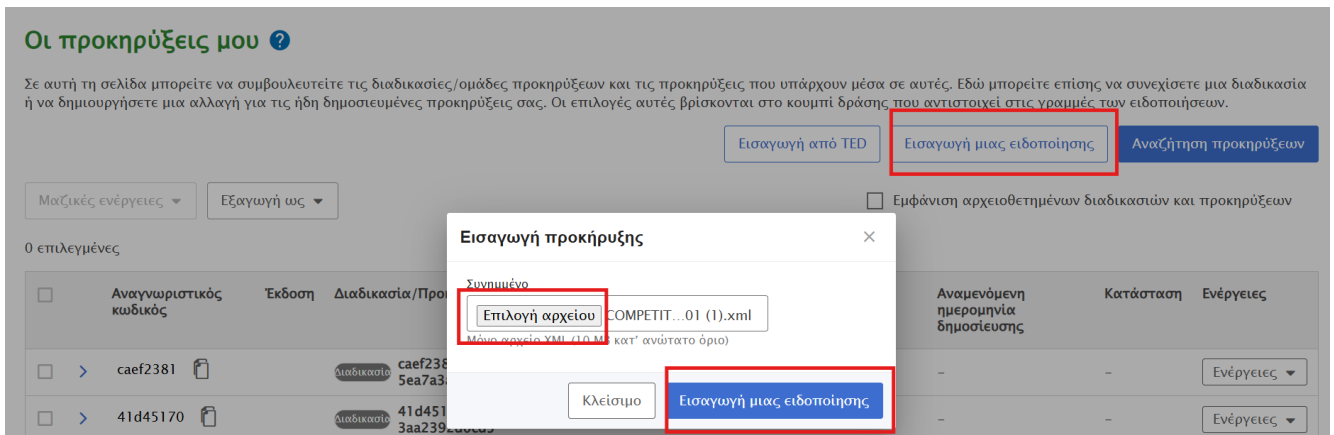 Οι προκηρύξεις μου ?
Σε αυτή τη σελίδα μπορείτε να συμβουλευτείτε τις διαδικασίες/ομάδες προκηρύξεων και τις προκηρύξεις που υπάρχουν μέσα σε αυτές. Εδώ μπορείτε επίσης να συνεχίσετε μια διαδικασία
ή να δημιουργήσετε μια αλλαγή για τις ήδη δημοσιευμένες προκηρύξεις σας. Οι επιλογές αυτές βρίσκονται στο κουμπί δράσης που αντιστοιχεί στις γραμμές των ειδοποιήσεων.
Εισαγωγή από TED Εισαγωγή μιας ειδοποίησης Αναζήτηση προκηρύξεων
Μαζικές ενέργειες Εξαγωγή ως Εμφάνιση αρχειοθετημένων διαδικασιών και προκηρύξεων
0 επιλεγμένες
Εισαγωγή προκήρυξης
Συνημμένο
Επιλογή αρχείου COMPETIT...01 (1).xml
Μόνο αρχείο XML (10 MB κατ' ανώτατο όριο)
Κλείσιμο Εισαγωγή μιας ειδοποίησης
Αναγνωριστικός κωδικός Έκδοση Διαδικασία/Προ Αναμενόμενη ημερομηνία δημοσίευσης Κατάσταση Ενέργειες
caef2381 Διαδικασία caef238 – – Ενέργειες
5ea7a3
41d45170 Διαδικασία 41d451 – – Ενέργειες